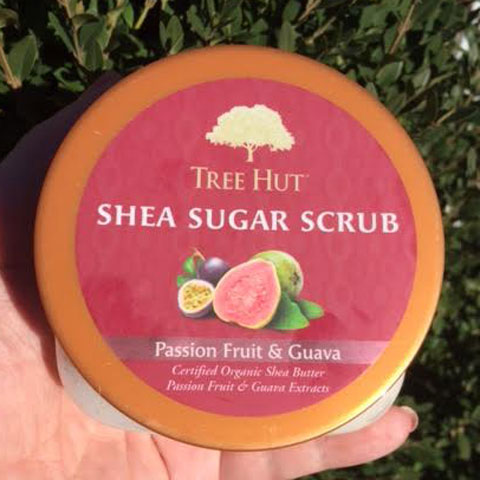 TREE HUT
SHEA SUGAR SCRUB
Passion Fruit & Guava
Certified Organic Shea Butter
Passion Fruit & Guava Extracts